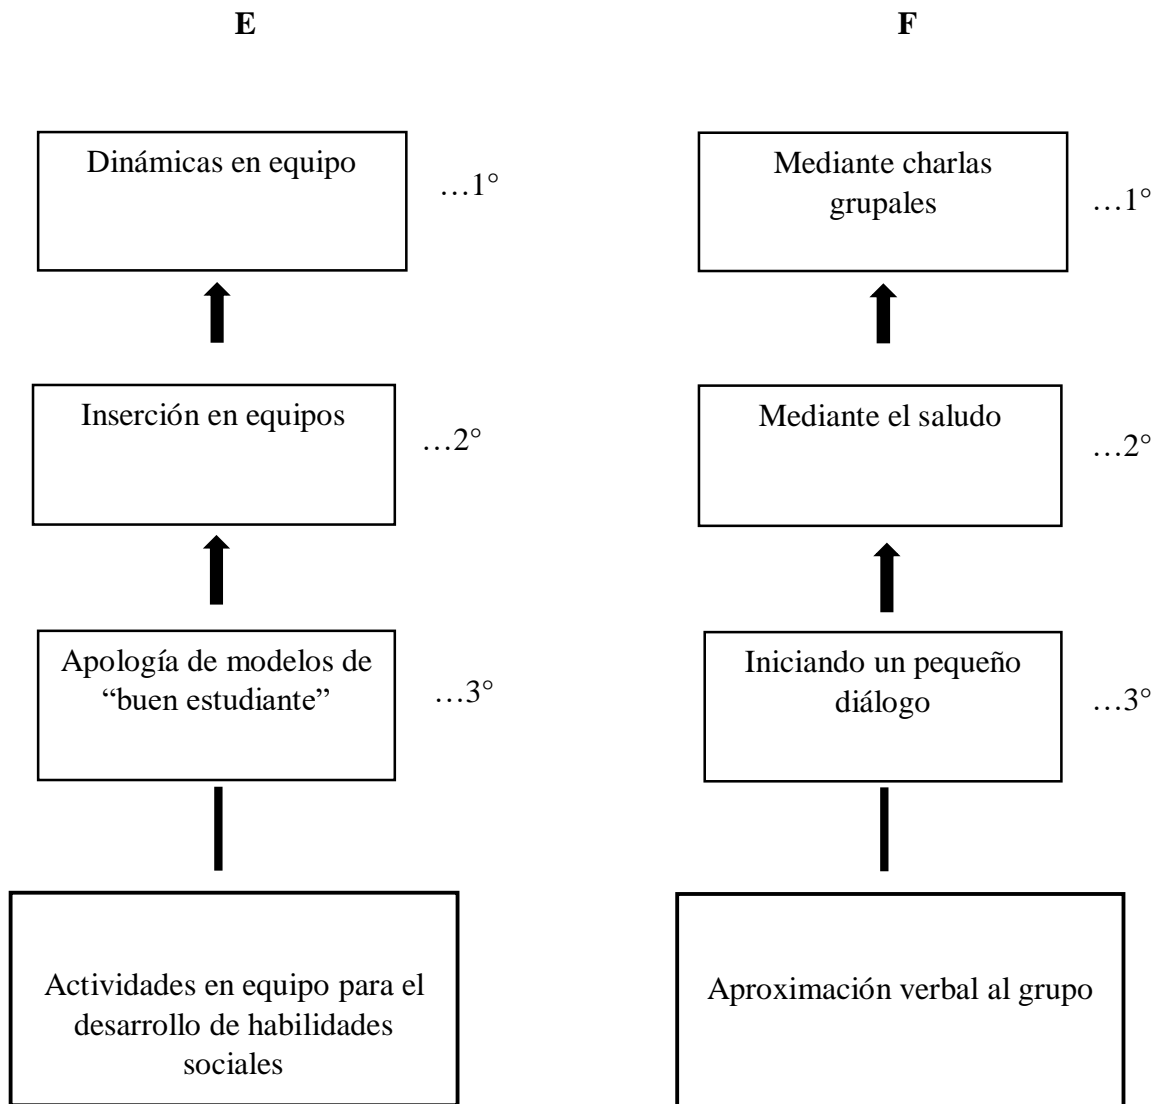 E
F
Dinámicas en equipo
…1°
Mediante charlas
grupales
…1°
Inserción en equipos
…2°
Mediante el saludo
…2°
Apología de modelos de
“buen estudiante”
…3°
Iniciando un pequeño
diálogo
…3°
Actividades en equipo para el
desarrollo de habilidades
sociales
Aproximación verbal al grupo